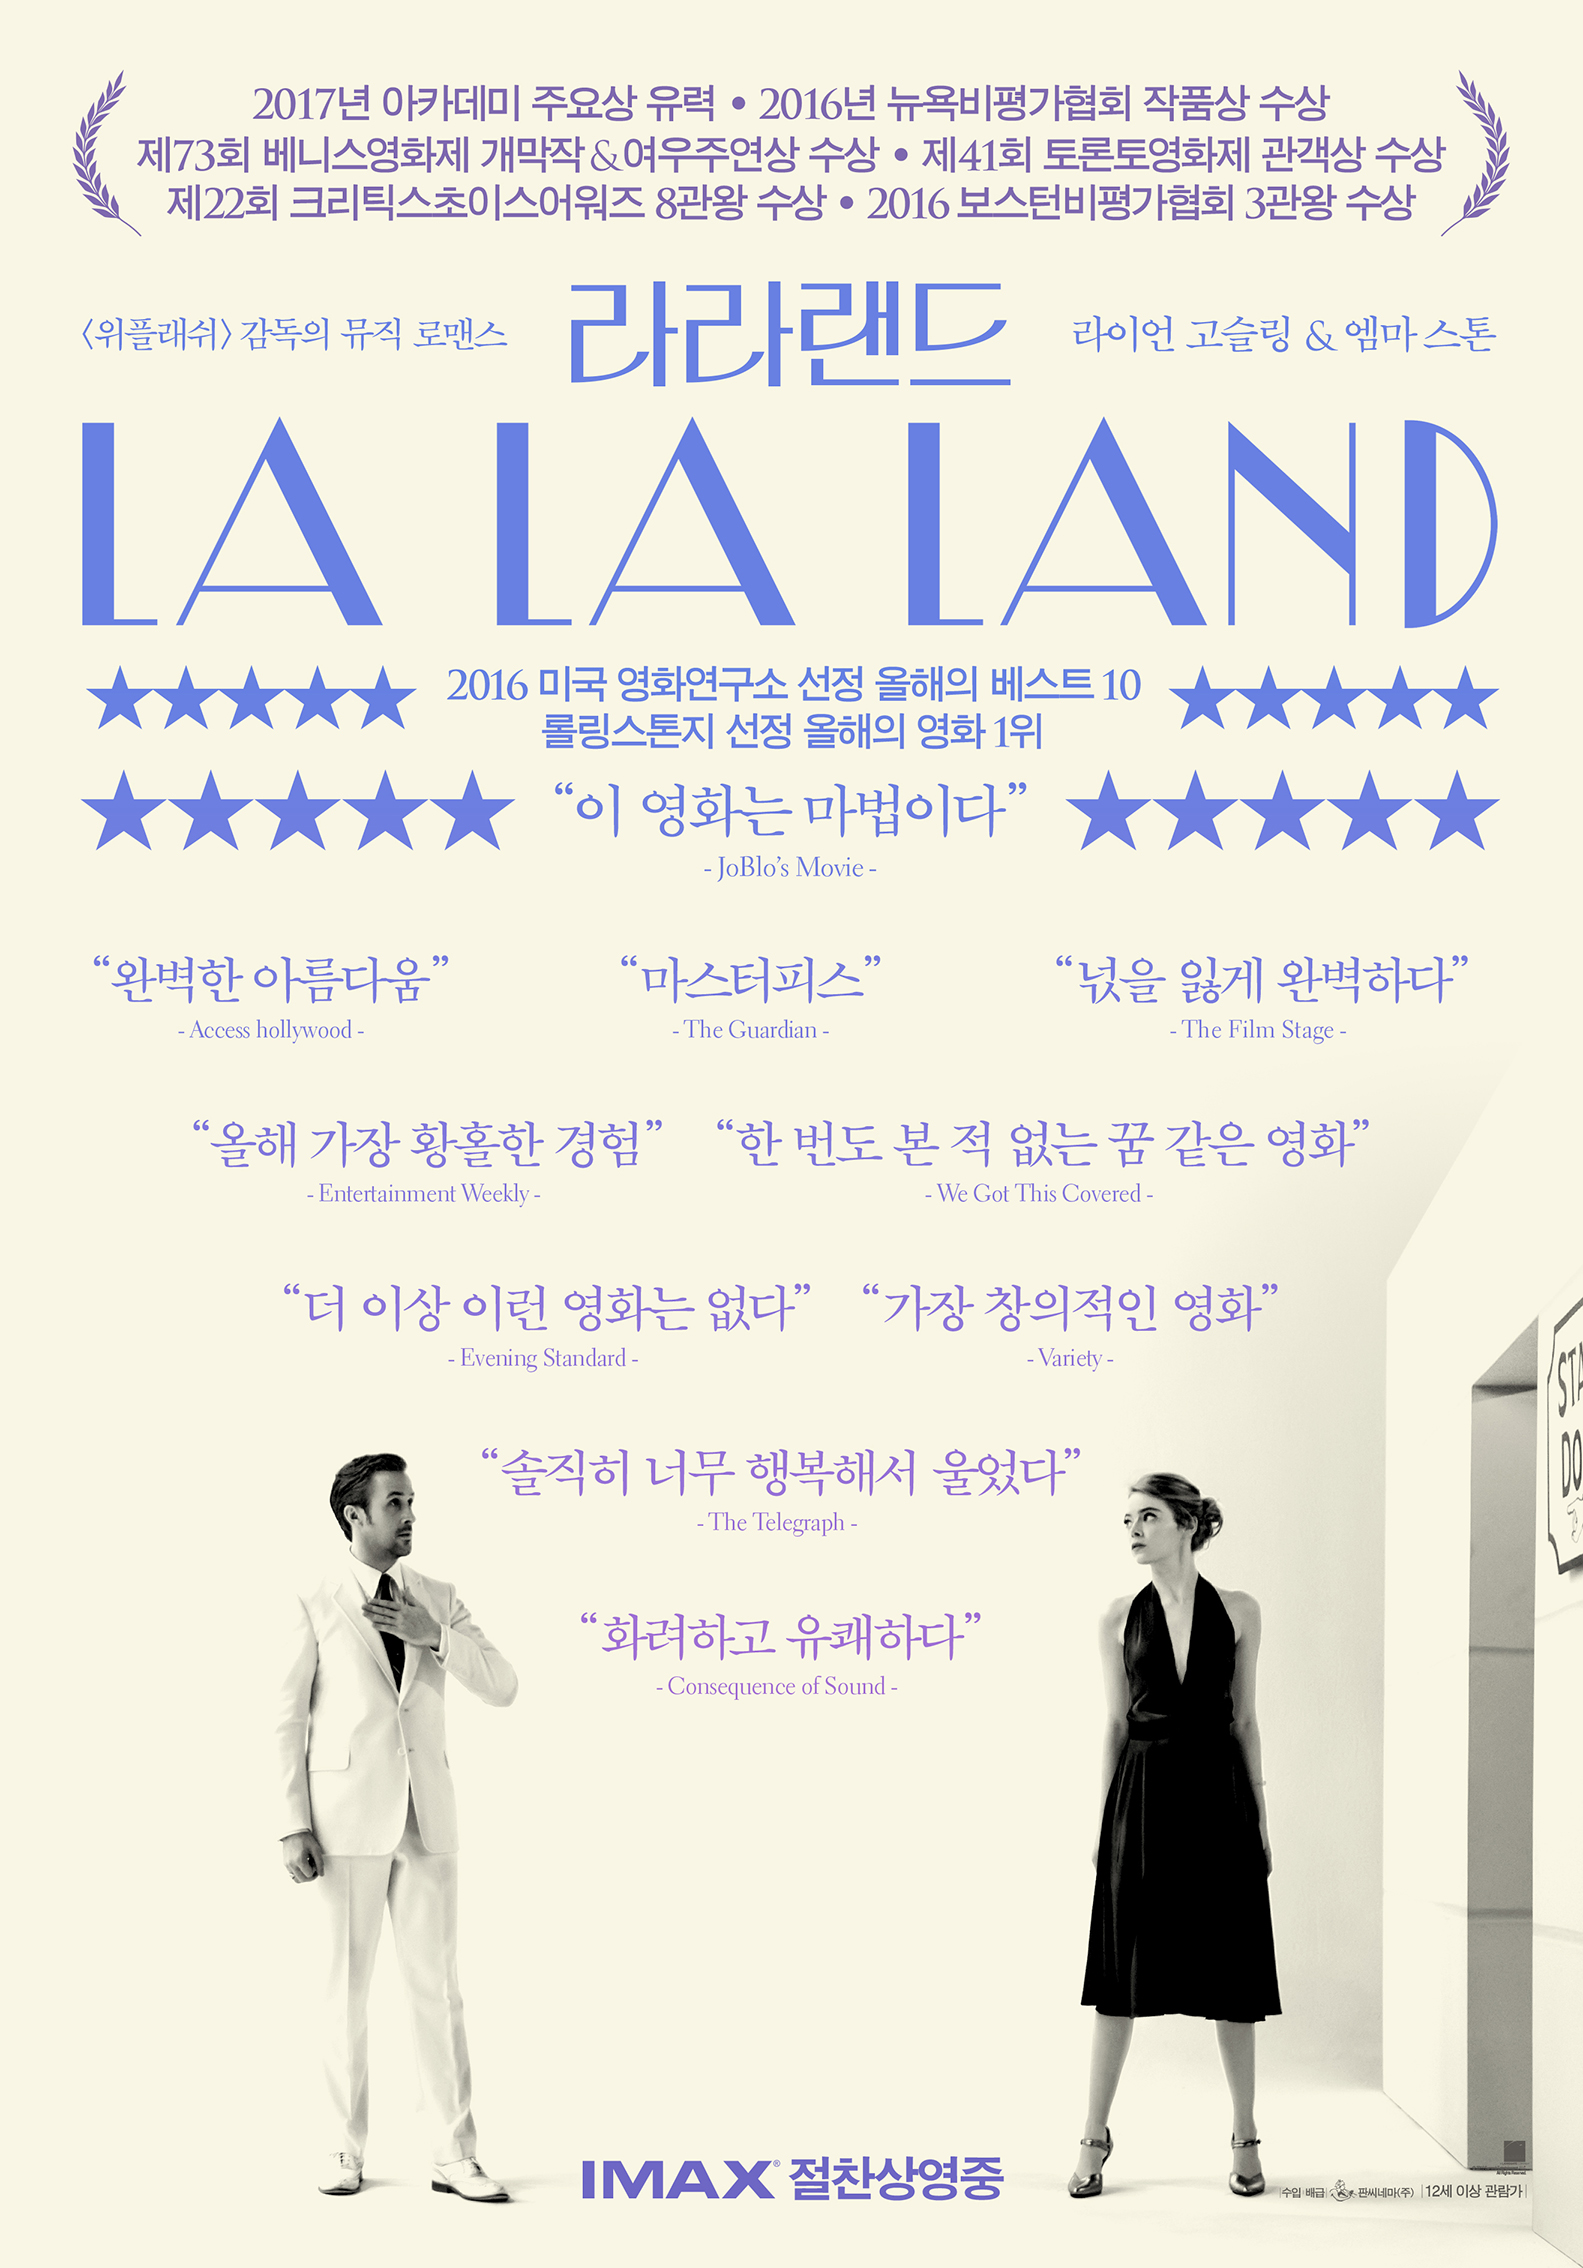 2017년 아카데미 주요상 유력 • 2016년 뉴욕비평가협회 작품상 수상
제73회 베니스영화제 개막작&여우주연상 수상 • 제41회 토론토영화제 관객상 수상
제22회 크리틱스초이스어워즈 8관왕 수상 • 2016 보스턴비평가협회 3관왕 수상
〈위플래쉬〉 감독의 뮤직 로맨스
라라랜드
라이언 고슬링 & 엠마 스톤
LA LA LAND
2016 미국 영화연구소 선정 올해의 베스트 10
롤링스톤지 선정 올해의 영화 1위
“이 영화는 마법이다”
- JoBlo’s Movie -
“완벽한 아름다움”
- Access hollywood -
“마스터피스”
- The Guardian -
“넋을 잃게 완벽하다”
- The Film Stage -
“올해 가장 황홀한 경험”
- Entertainment Weekly -
“한 번도 본 적 없는 꿈 같은 영화”
- We Got This Covered -
“더 이상 이런 영화는 없다”
- Evening Standard -
“가장 창의적인 영화”
- Variety -
STA
DO
“솔직히 너무 행복해서 울었다”
- The Telegraph -
“화려하고 유쾌하다”
- Consequence of Sound -
IMAX® 절찬상영중
All Rights Reserved.
수입 배급 판씨네마(주) 12세 이상 관람가